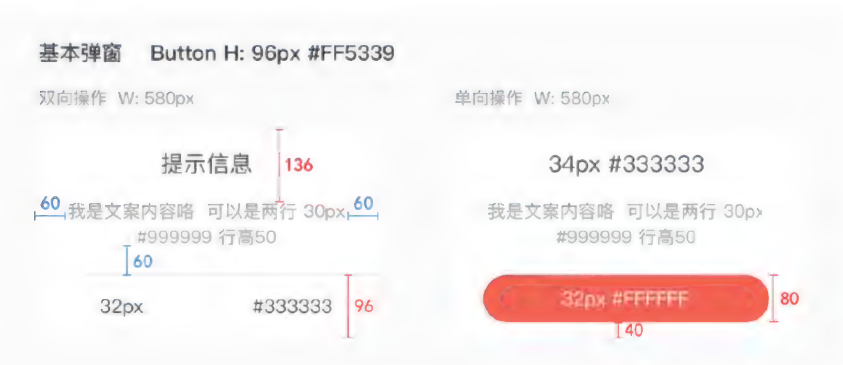 基本弹窗 Button H: 96px #FF5339
双向操作 W: 580px
提示信息
136
60
我是文案内容咯 可以是两行 30px
60
#999999 行高50
60
32px
#333333
96
单向操作 W: 580px
34px #333333
我是文案内容咯 可以是两行 30px
#999999 行高50
32px #FFFFFF
80
40